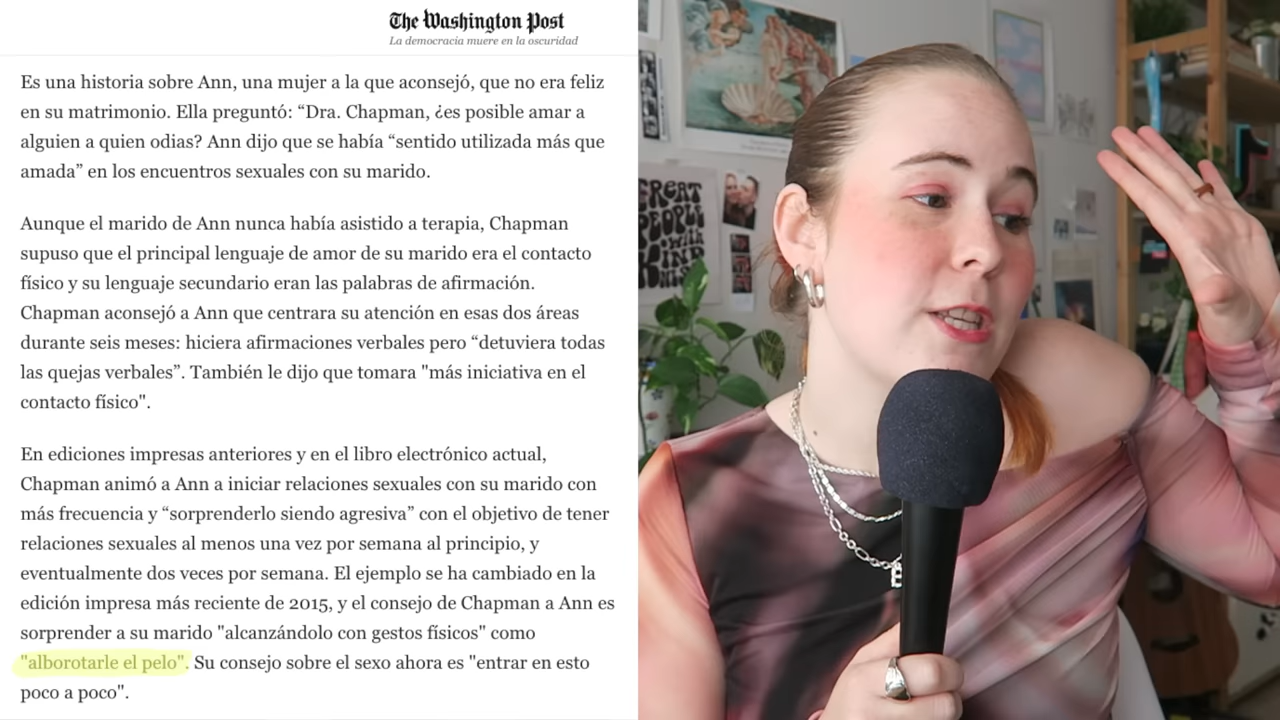 The Washington Post
La democracia muere en la oscuridad
Es una historia sobre Ann, una mujer a la que aconsejó, que no era feliz
en su matrimonio. Ella preguntó: “Dra. Chapman, ¿es posible amar a
alguien a quien odias? Ann dijo que se había “sentido utilizada más que
amada” en los encuentros sexuales con su marido.
Aunque el marido de Ann nunca había asistido a terapia, Chapman
supuso que el principal lenguaje de amor de su marido era el contacto
físico y su lenguaje secundario eran las palabras de afirmación.
Chapman aconsejó a Ann que centrara su atención en esas dos áreas
durante seis meses: hiciera afirmaciones verbales pero “detuviera todas
las quejas verbales”. También le dijo que tomara "más iniciativa en el
contacto físico".
En ediciones impresas anteriores y en el libro electrónico actual,
Chapman animó a Ann a iniciar relaciones sexuales con su marido con
más frecuencia y “sorprenderlo siendo agresiva” con el objetivo de tener
relaciones sexuales al menos una vez por semana al principio, y
eventualmente dos veces por semana. El ejemplo se ha cambiado en la
edición impresa más reciente de 2015, y el consejo de Chapman a Ann es
sorprender a su marido "alcanzándolo con gestos físicos" como
"alborotarle el pelo". Su consejo sobre el sexo ahora es "entrar en esto
poco a poco".
GREAT
PEOPLE
with
KIND